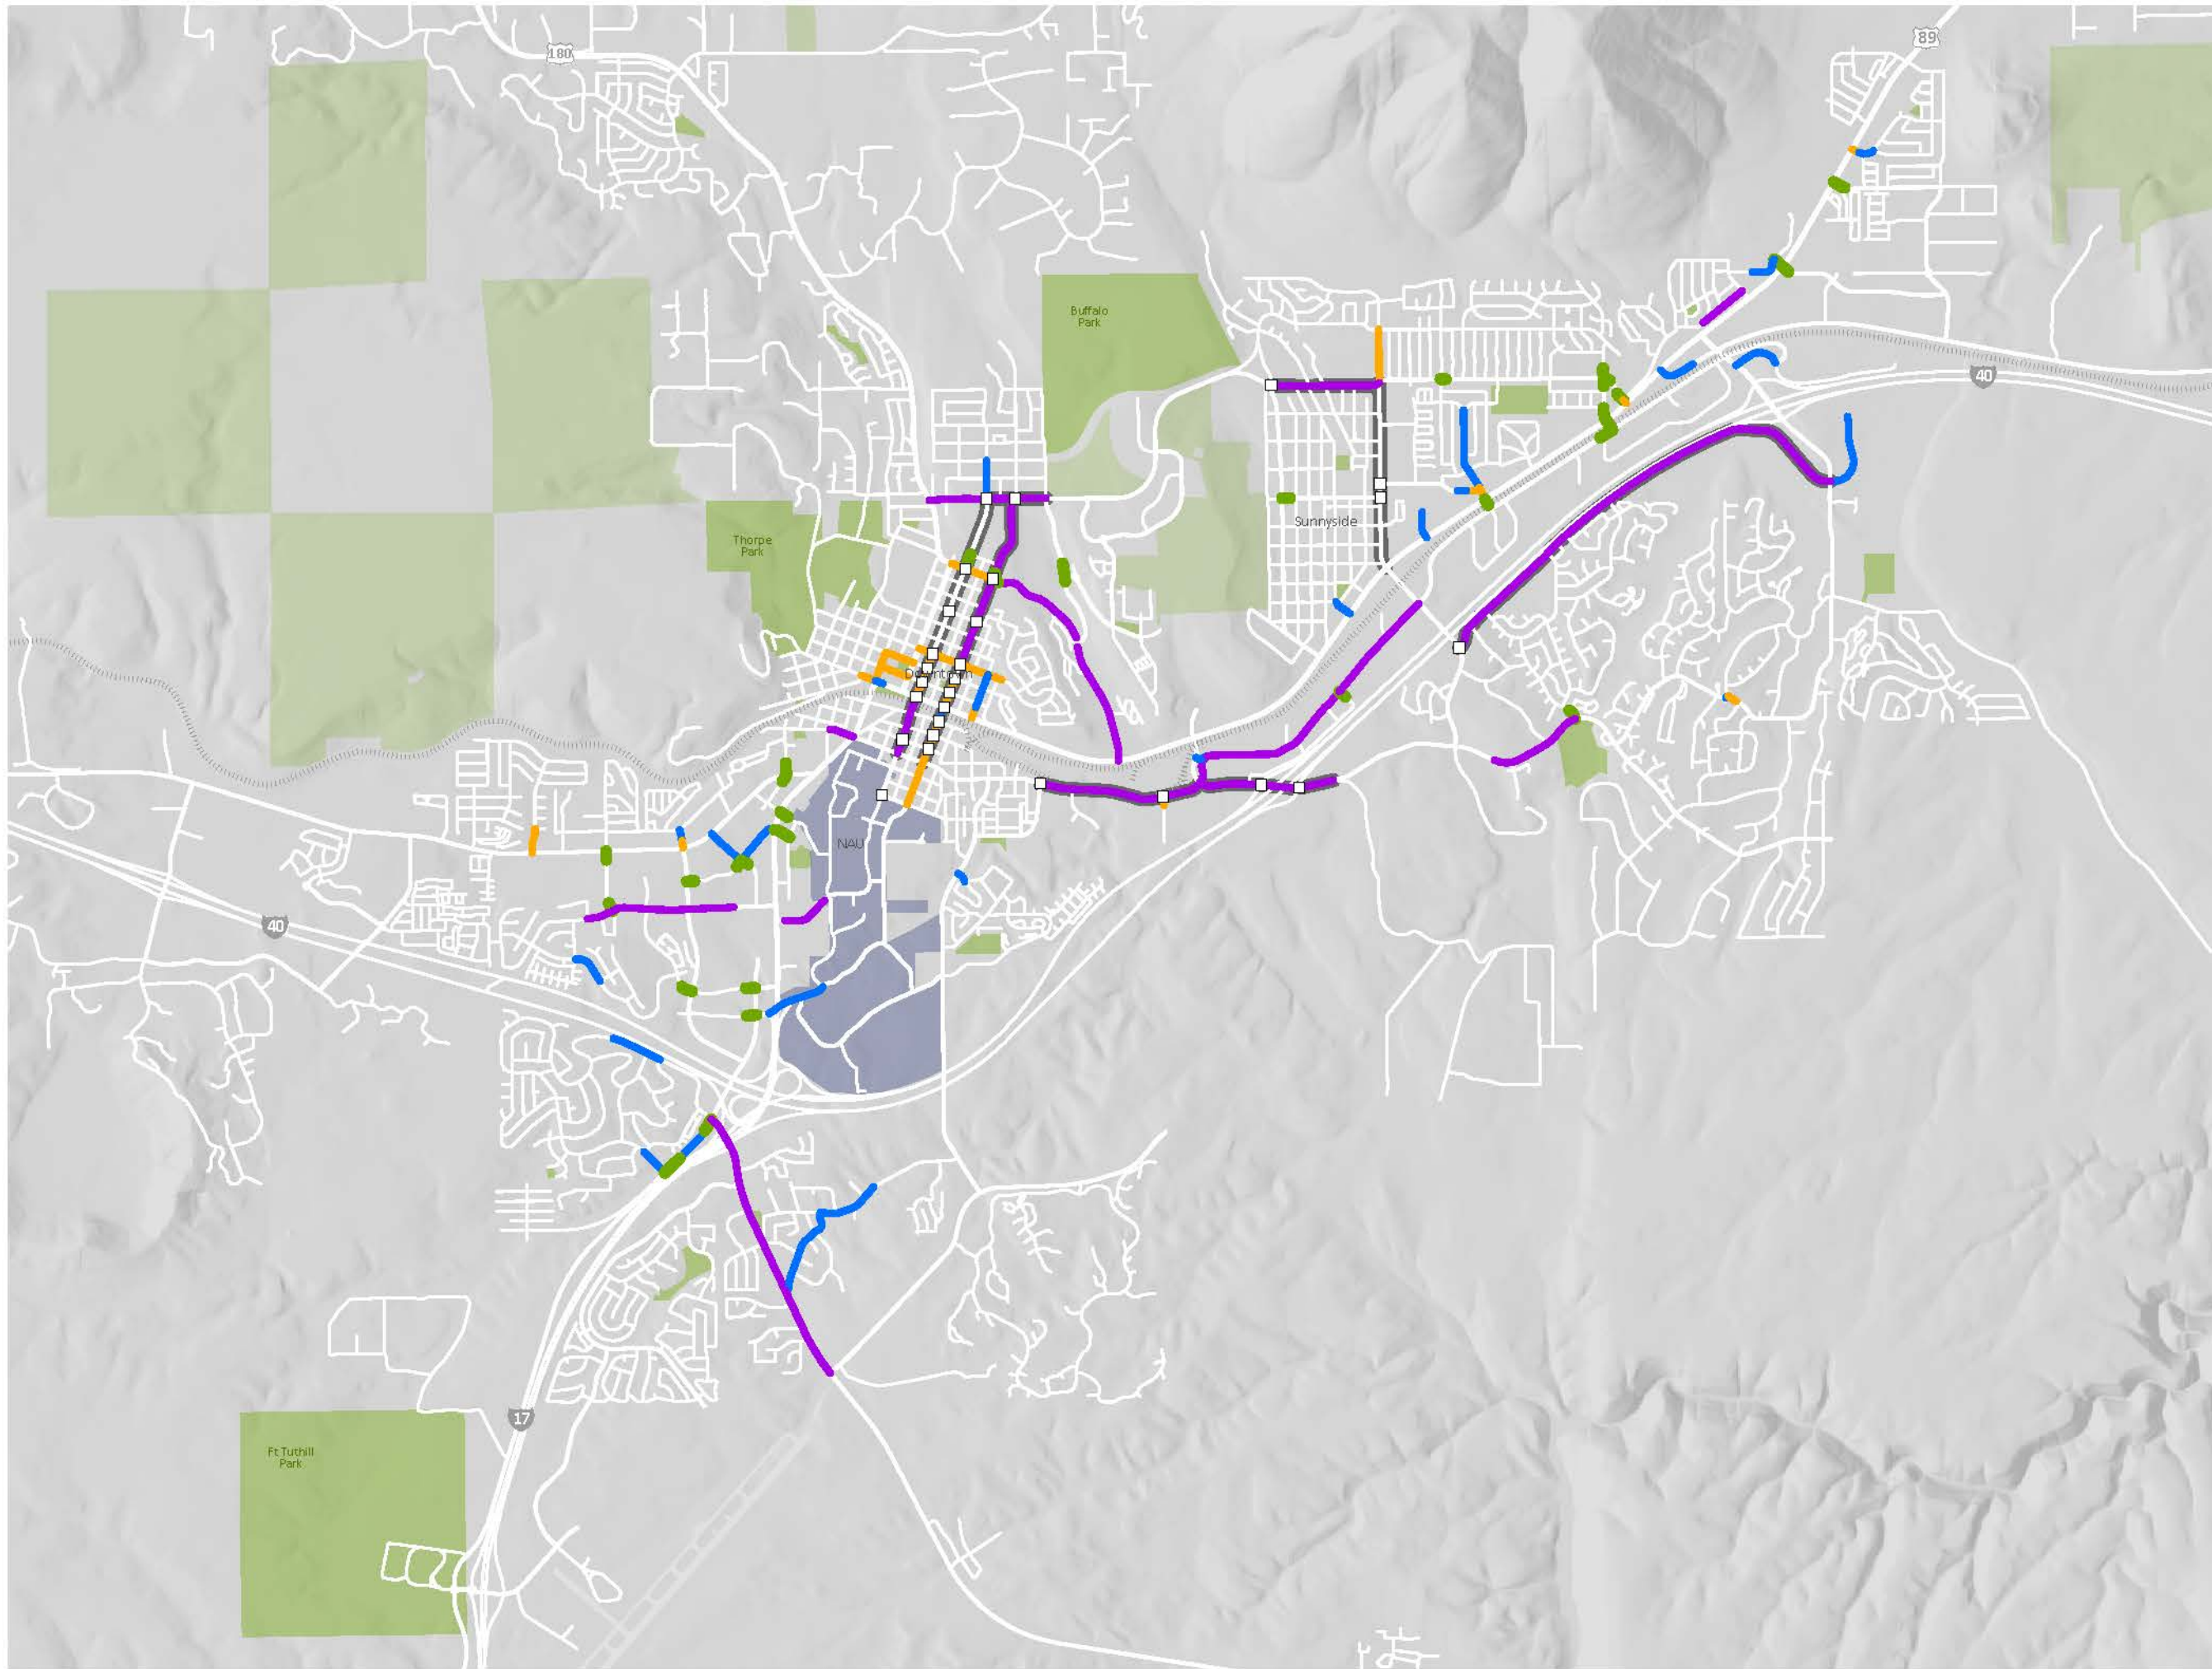 180
89
Buffalo
Park
40
Sunnyside
Thorpe
Park
Downtown
NAU
40
17
Ft Tuthill
Park